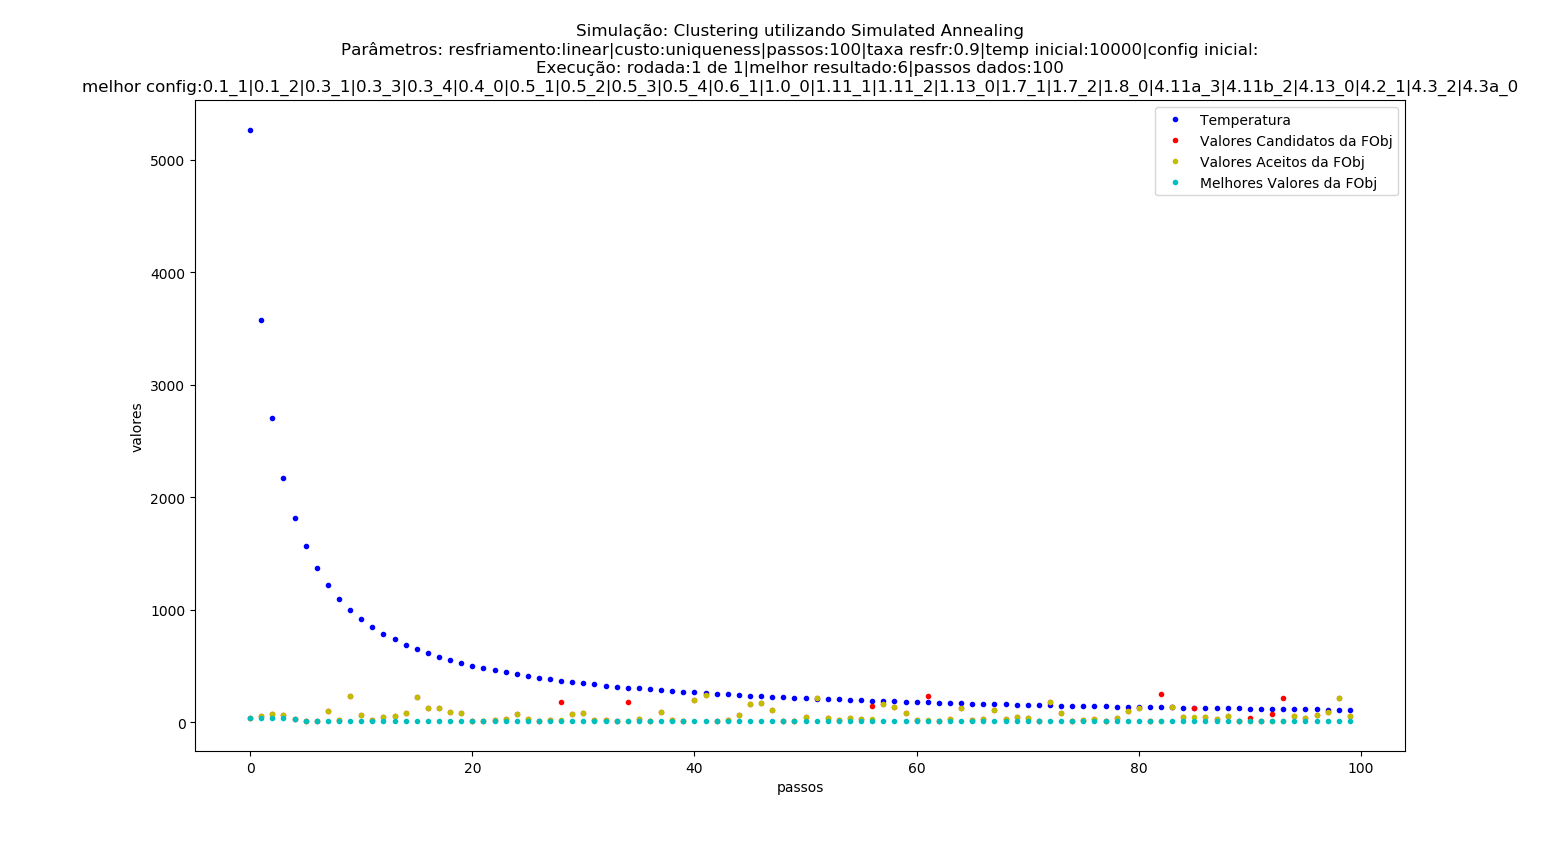 Simulação: Clustering utilizando Simulated Annealing
Parâmetros: resfriamento:linear|custo:uniqueness|passos:100|taxa resfr:0.9|temp inicial:10000|config inicial:
Execução: rodada:1 de 1|melhor resultado:6|passos dados:100
melhor config:0.1_1|0.1_2|0.3_1|0.3_3|0.3_4|0.4_0|0.5_1|0.5_2|0.5_3|0.5_4|0.6_1|1.0_0|1.11_1|1.11_2|1.13_0|1.7_1|1.7_2|1.8_0|4.11a_3|4.11b_2|4.13_0|4.2_1|4.3_2|4.3a_0
Temperatura
Valores Candidatos da FObj
Valores Aceitos da FObj
Melhores Valores da FObj
5000
4000
3000
2000
1000
0
valores
0 20 40 60 80 100
passos